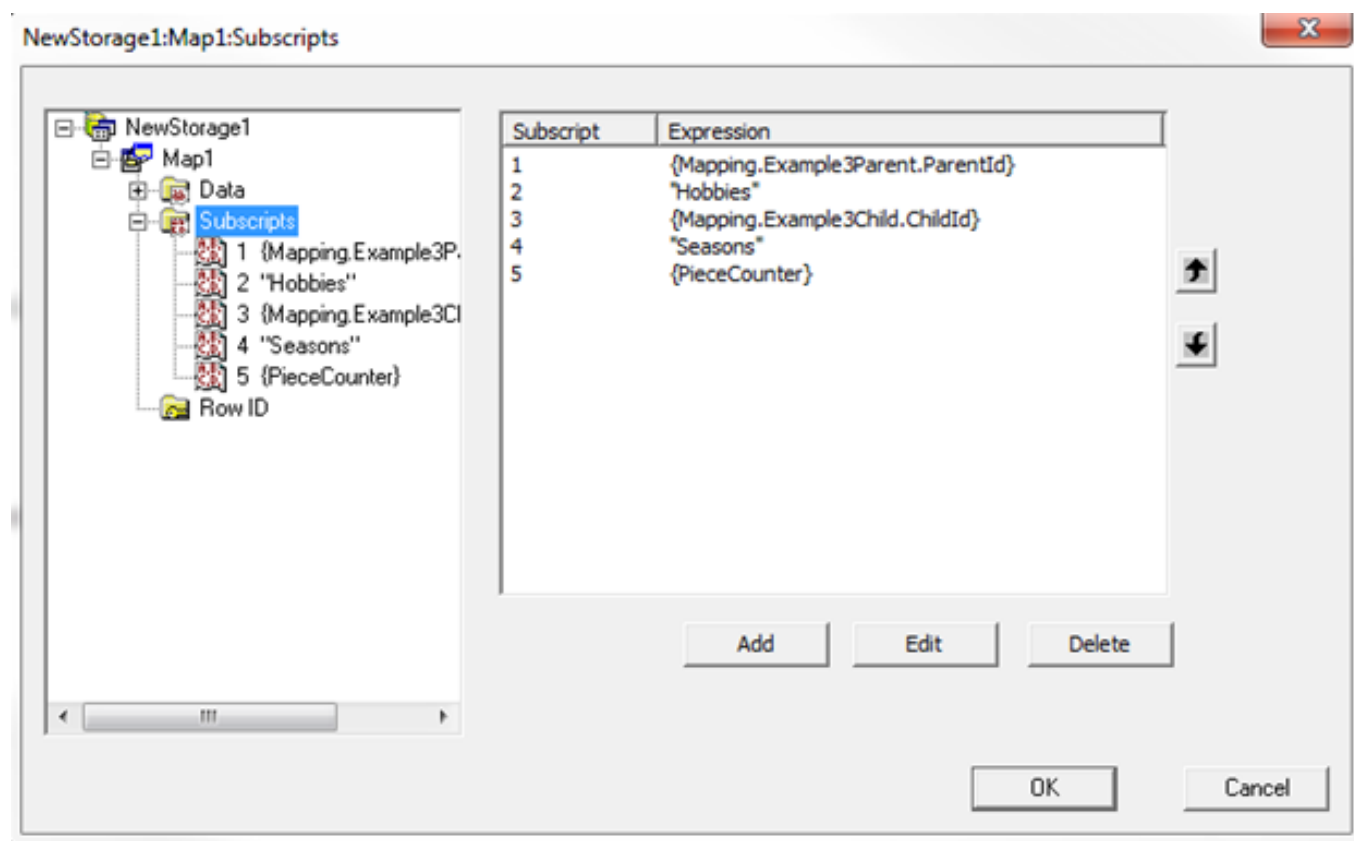 NewStorage1:Map1:Subscripts
NewStorage1
Map1
Data
Subscripts
1 {Mapping.Example3P
2 "Hobbies"
3 {Mapping.Example3Cl
4 "Seasons"
5 {PieceCounter}
Row ID
Subscript Expression
1 {Mapping.Example3Parent.ParentId}
2 "Hobbies"
3 {Mapping.Example3Child.ChildId}
4 "Seasons"
5 {PieceCounter}
Add Edit Delete
OK Cancel